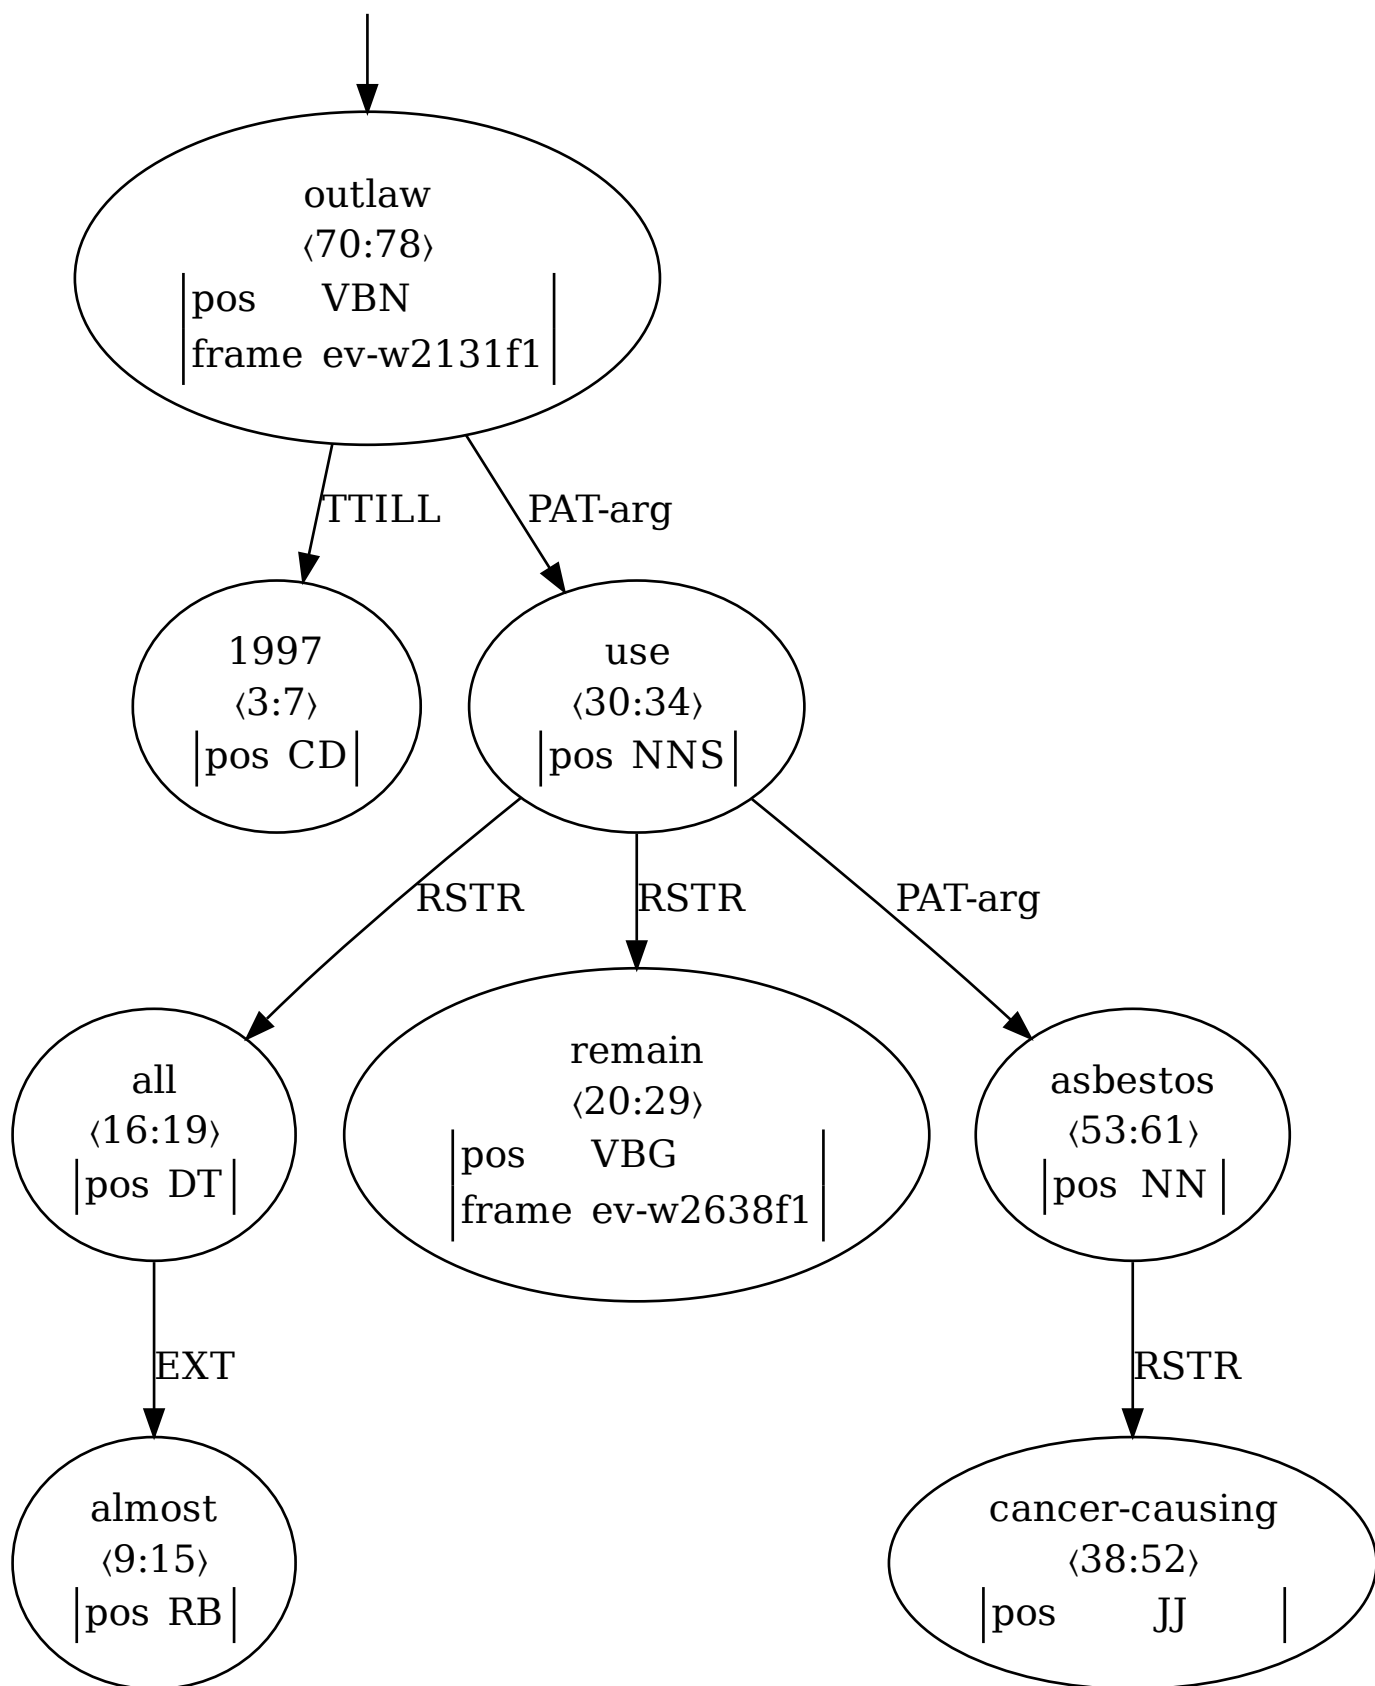 outlaw
⟨70:78⟩
pos VBN
frame ev-w2131f1
TTILL
PAT-arg
1997
⟨3:7⟩
pos CD
use
⟨30:34⟩
pos NNS
RSTR
RSTR
PAT-arg
all
⟨16:19⟩
pos DT
remain
⟨20:29⟩
pos VBG
frame ev-w2638f1
asbestos
⟨53:61⟩
pos NN
EXT
RSTR
almost
⟨9:15⟩
pos RB
cancer-causing
⟨38:52⟩
pos JJ